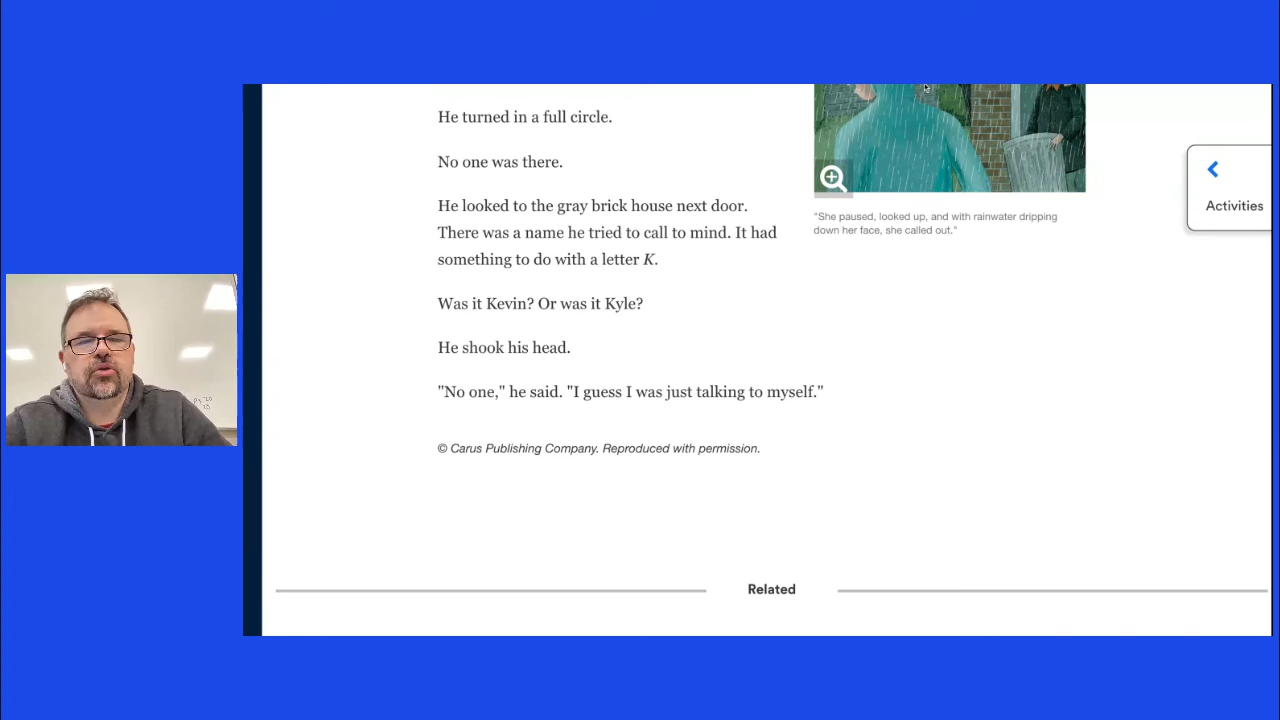 He turned in a full circle.
No one was there.
He looked to the gray brick house next door.
There was a name he tried to call to mind. It had
something to do with a letter K.
Was it Kevin? Or was it Kyle?
He shook his head.
"No one," he said. "I guess I was just talking to myself."
© Carus Publishing Company. Reproduced with permission.
"She paused, looked up, and with rainwater dripping
down her face, she called out."
Activities
Related